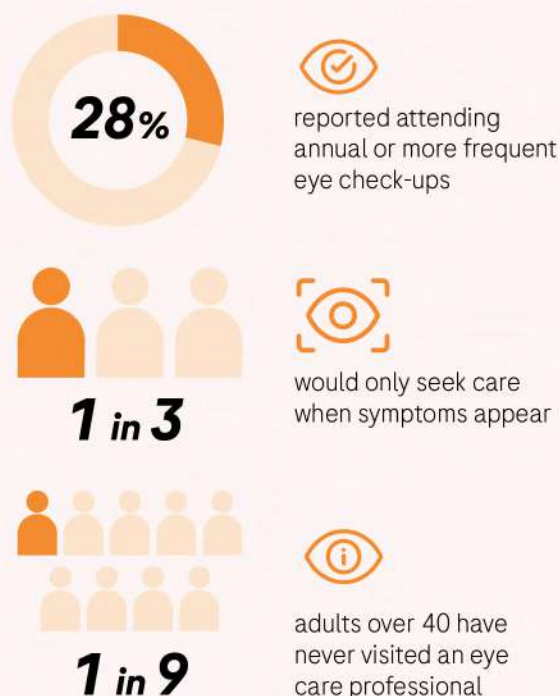 28%
reported attending
annual or more frequent
eye check-ups
1 in 3
would only seek care
when symptoms appear
1 in 9
adults over 40 have
never visited an eye
care professional